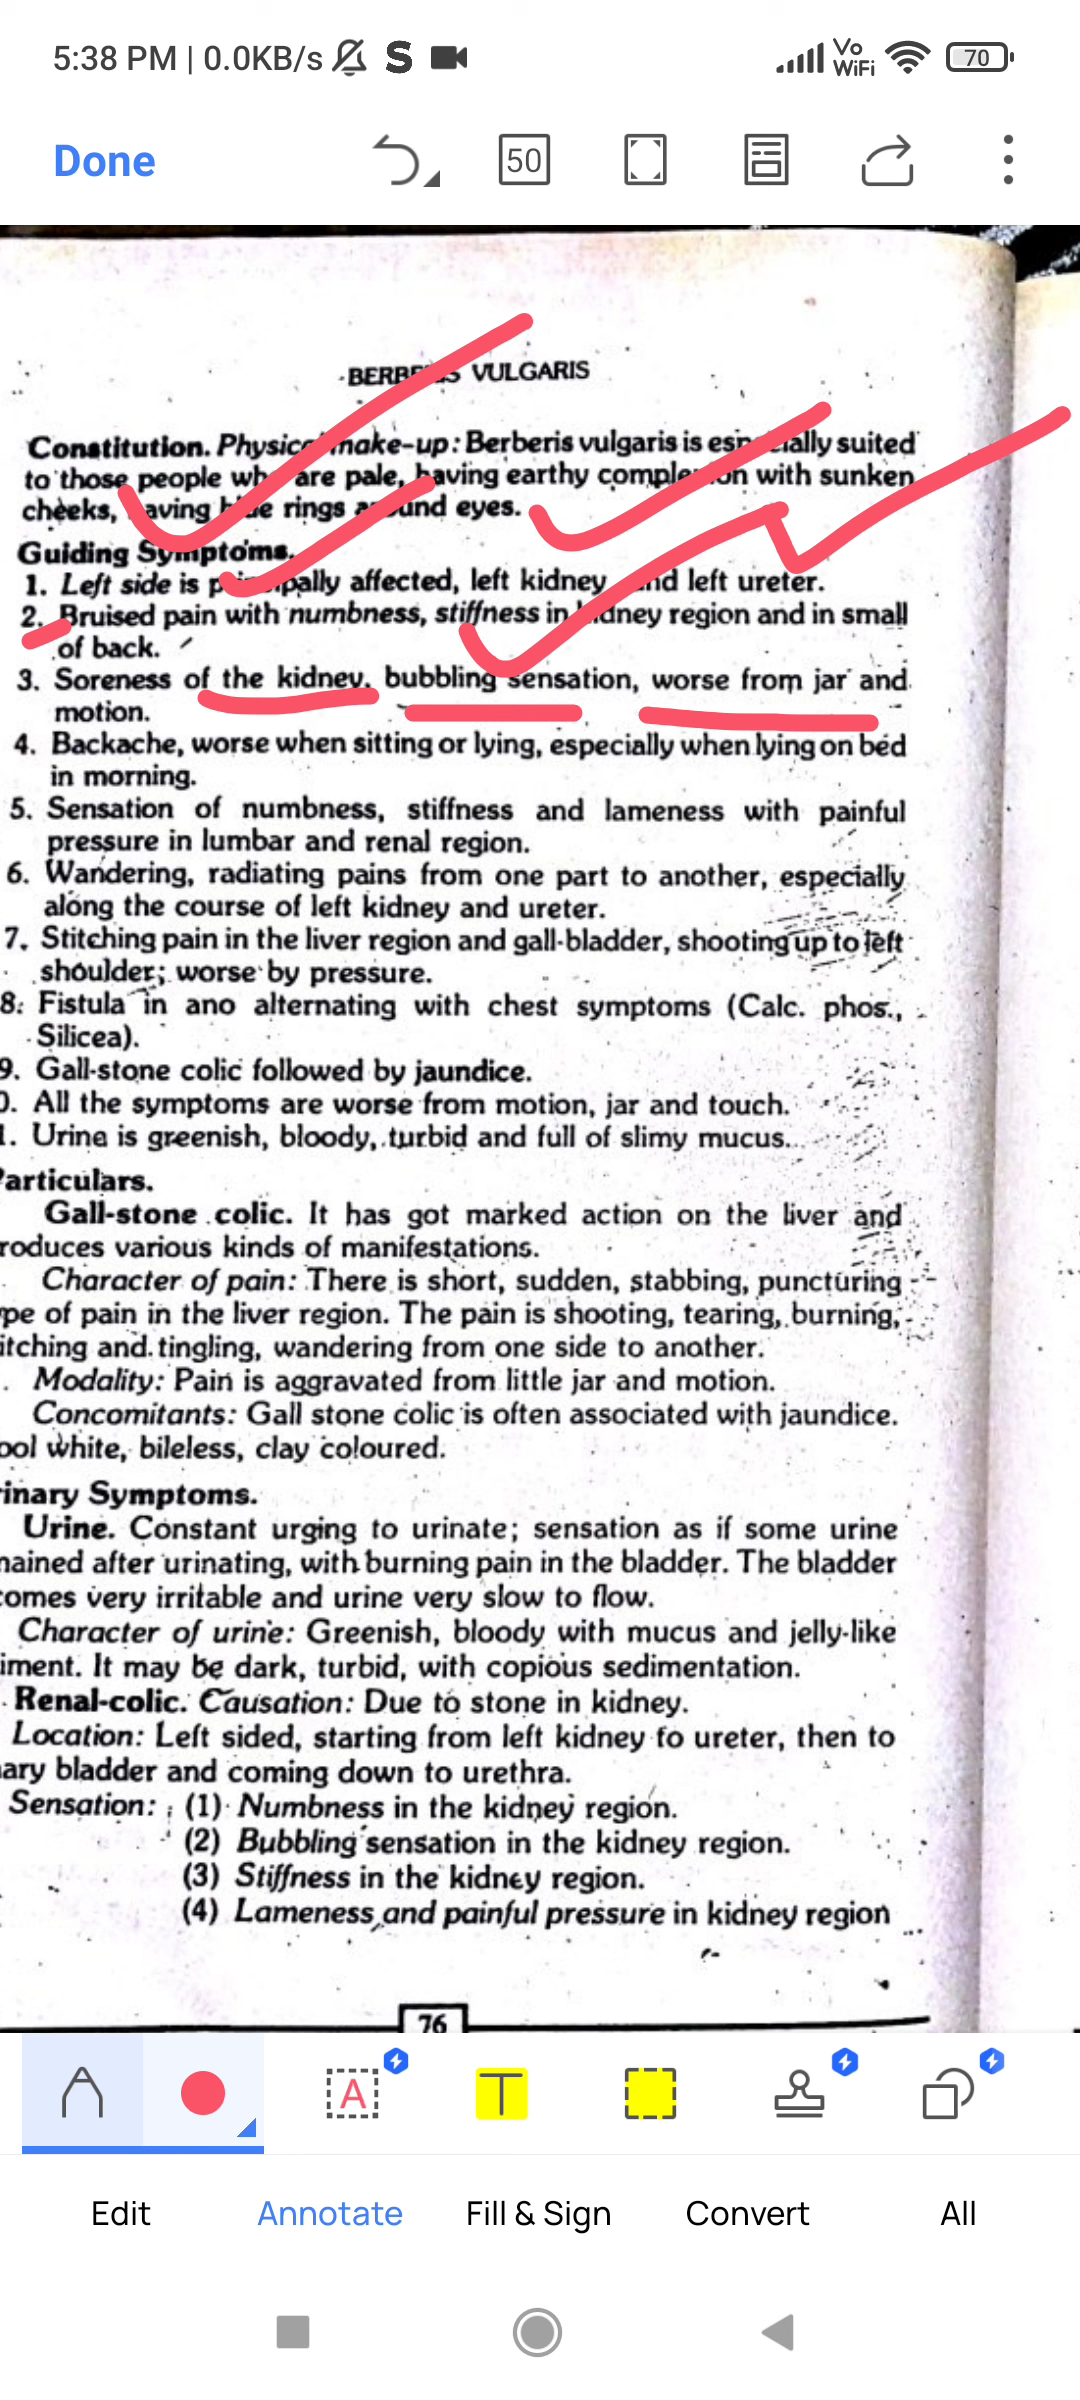 5:38 PM | 0.0KB/s S Vo WiFi 70
Done 50
BERBERIS VULGARIS
Constitution. Physical make-up: Berberis vulgaris is especially suited
to those people who are pale, having earthy complexion with sunken
cheeks, having blue rings around eyes.
Guiding Symptoms.
1. Left side is principally affected, left kidney and left ureter.
2. Bruised pain with numbness, stiffness in kidney region and in small
of back.
3. Soreness of the kidney, bubbling sensation, worse from jar and
motion.
4. Backache, worse when sitting or lying, especially when lying on bed
in morning.
5. Sensation of numbness, stiffness and lameness with painful
pressure in lumbar and renal region.
6. Wandering, radiating pains from one part to another, especially
along the course of left kidney and ureter.
7. Stitching pain in the liver region and gall-bladder, shooting up to left
shoulder; worse by pressure.
8. Fistula in ano alternating with chest symptoms (Calc. phos.,
Silicea).
9. Gall-stone colic followed by jaundice.
0. All the symptoms are worse from motion, jar and touch.
1. Urine is greenish, bloody, turbid and full of slimy mucus.
Particulars.
Gall-stone colic. It has got marked action on the liver and
roduces various kinds of manifestations.
Character of pain: There is short, sudden, stabbing, puncturing
pe of pain in the liver region. The pain is shooting, tearing, burning,
itching and tingling, wandering from one side to another.
Modality: Pain is aggravated from little jar and motion.
Concomitants: Gall stone colic is often associated with jaundice.
ool white, bileless, clay coloured.
rinary Symptoms.
Urine. Constant urging to urinate; sensation as if some urine
mained after urinating, with burning pain in the bladder. The bladder
comes very irritable and urine very slow to flow.
Character of urine: Greenish, bloody with mucus and jelly-like
iment. It may be dark, turbid, with copious sedimentation.
Renal-colic. Causation: Due to stone in kidney.
Location: Left sided, starting from left kidney to ureter, then to
ary bladder and coming down to urethra.
Sensation: (1) Numbness in the kidney region.
(2) Bubbling sensation in the kidney region.
(3) Stiffness in the kidney region.
(4) Lameness and painful pressure in kidney region
76
A T
Edit Annotate Fill & Sign Convert All